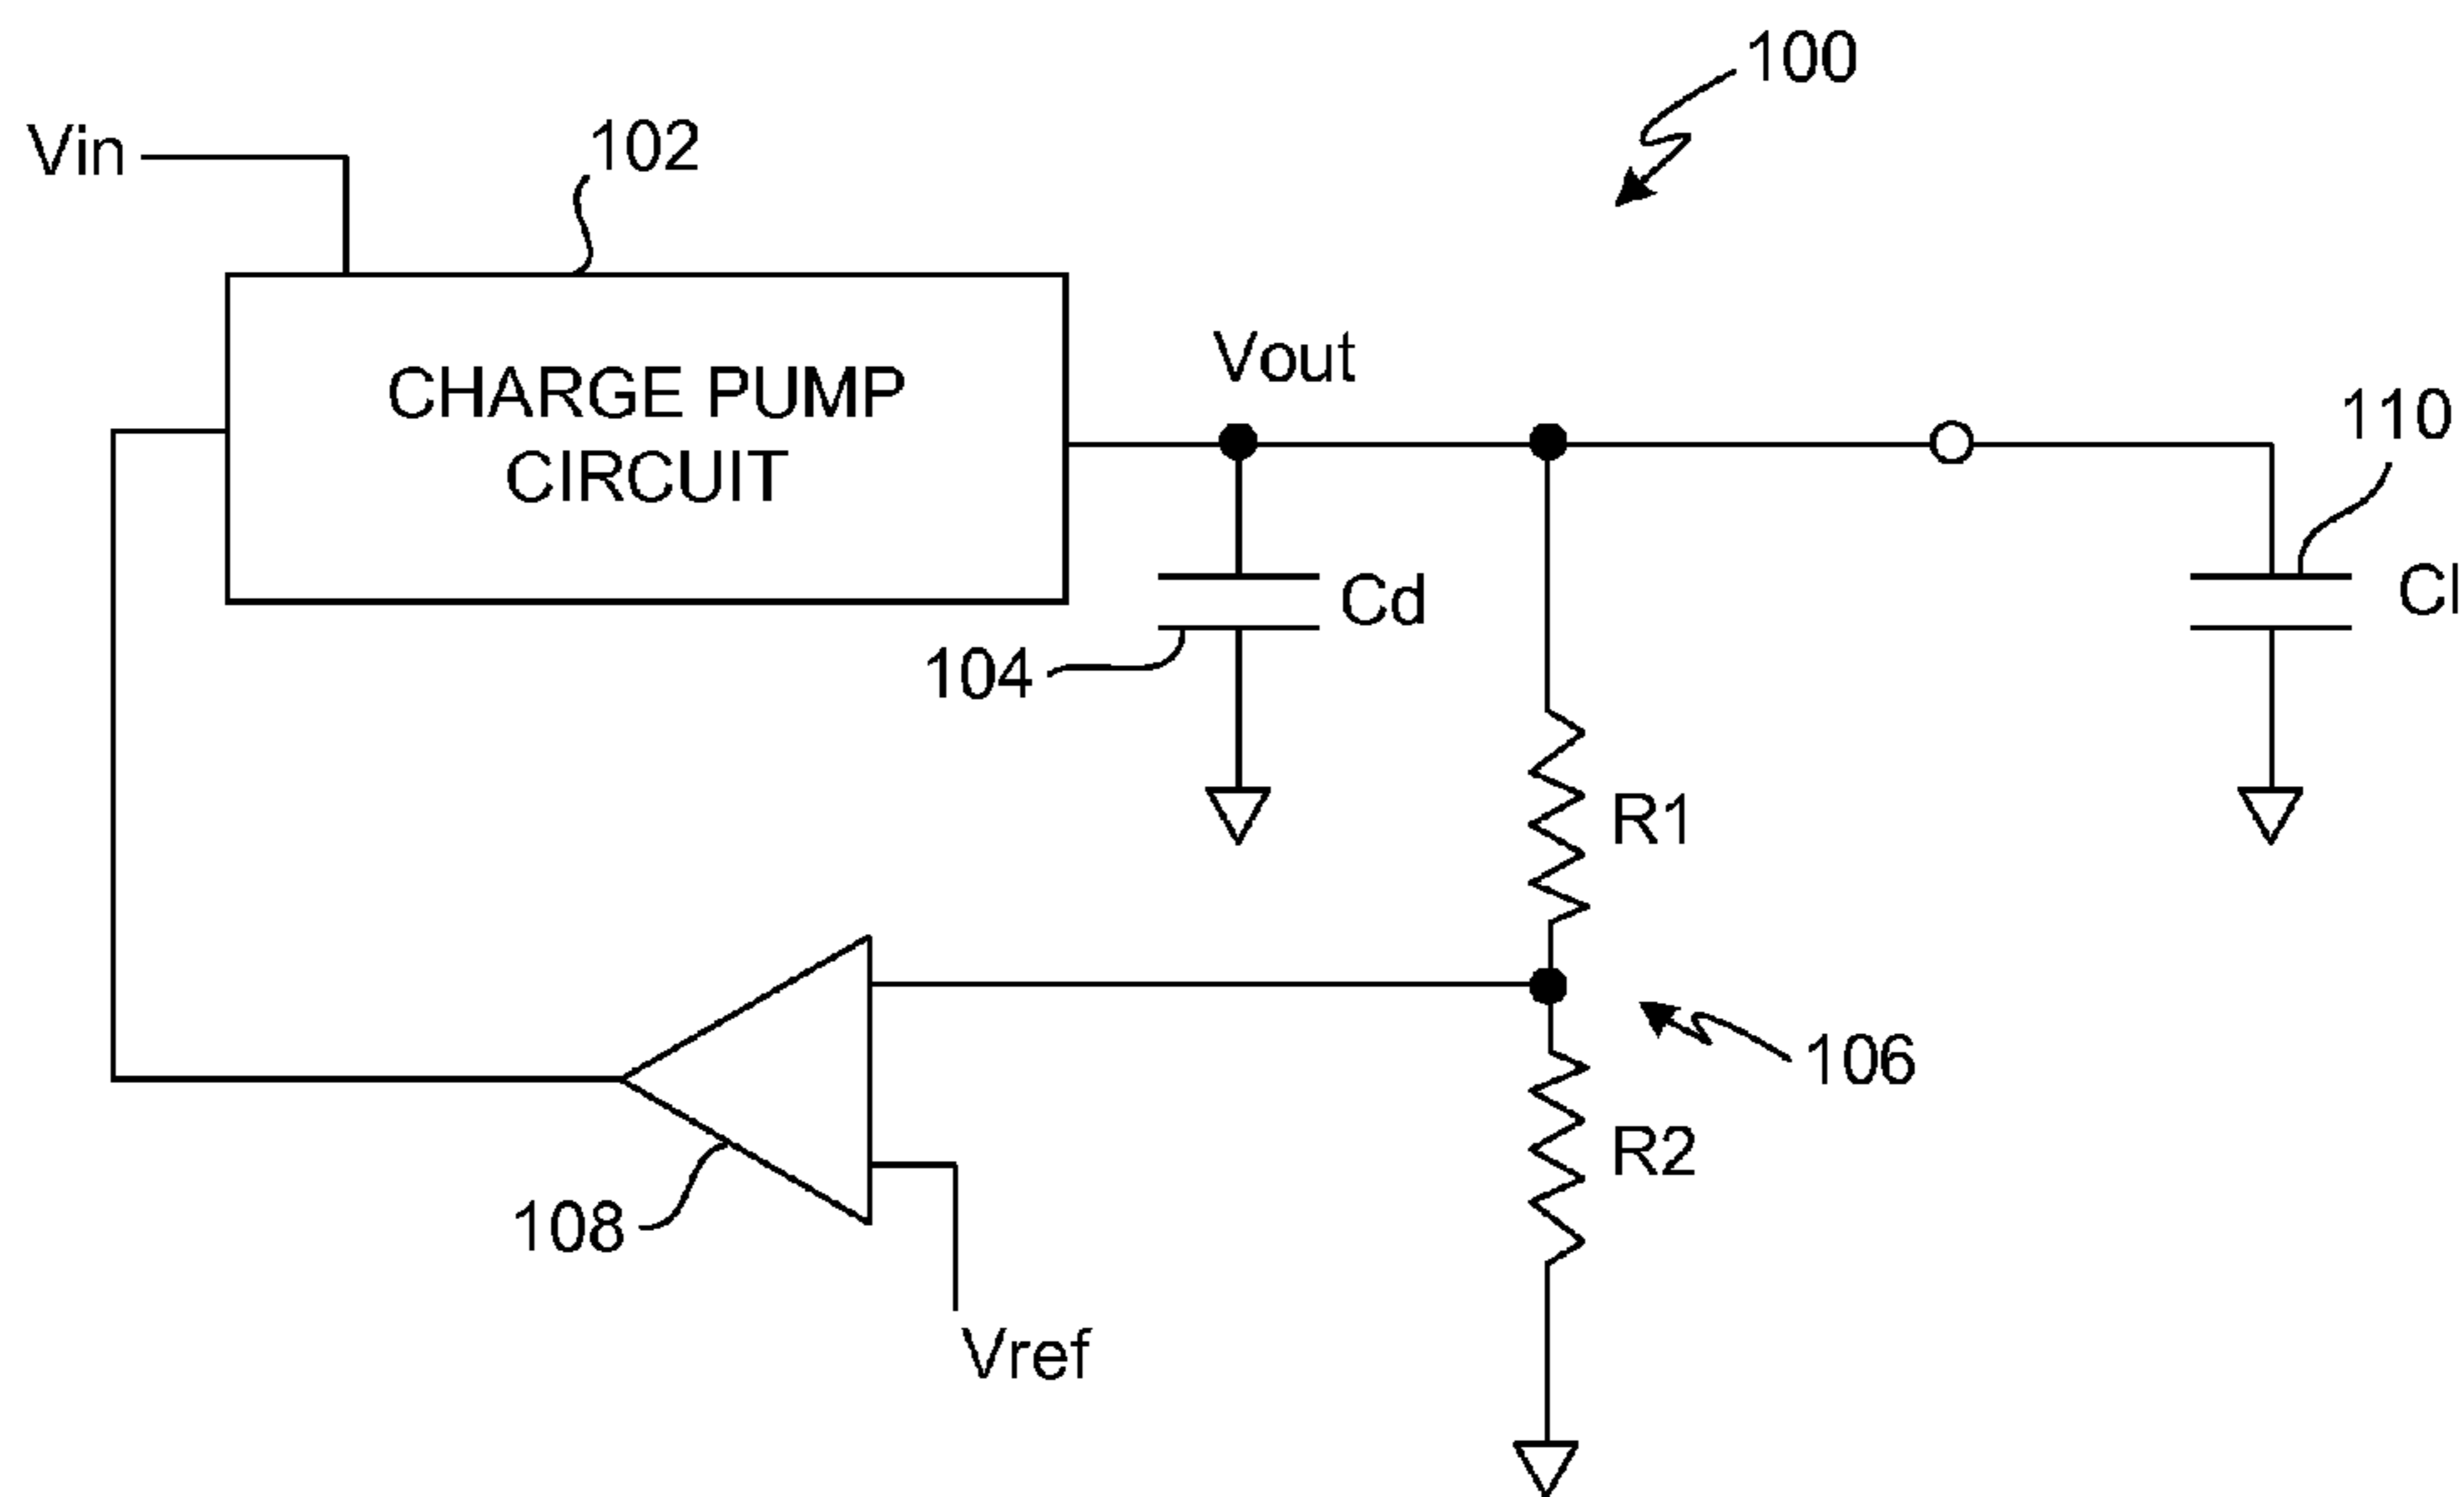 100
Vin
102
CHARGE PUMP
CIRCUIT
Vout
110
Cd
Cl
104
R1
106
R2
108
Vref